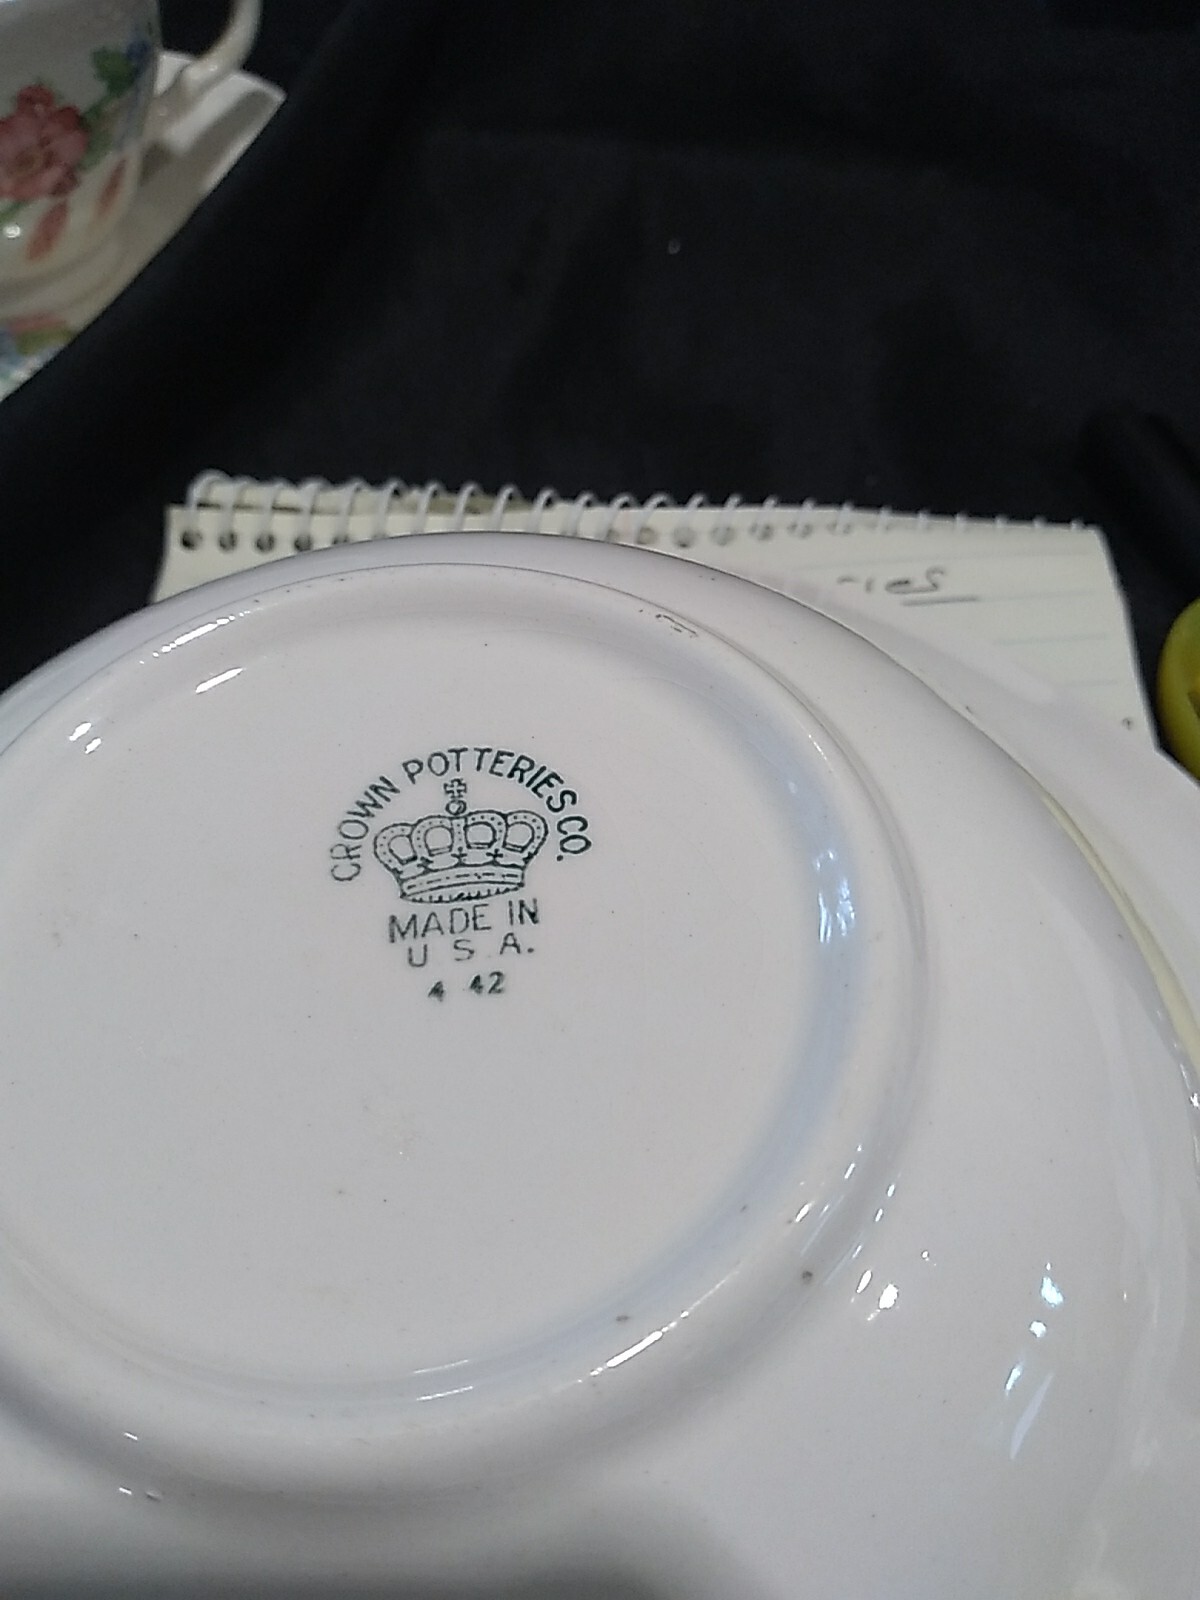 CROWN POTTERIES CO.
MADE IN
U S A.
4 42